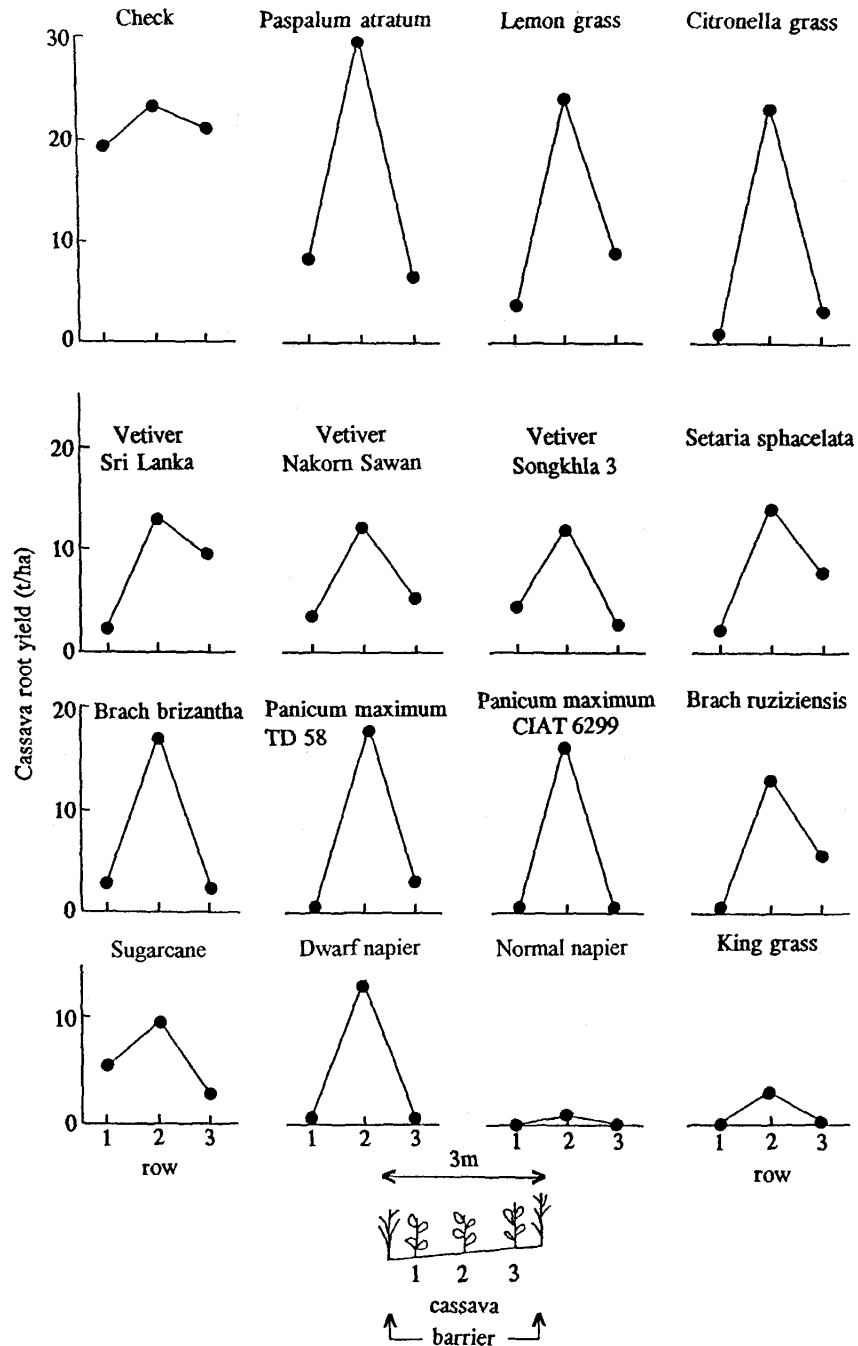 Check
Paspalum atratum
Lemon grass
Citronella grass
30
20
10
0
Vetiver
Sri Lanka
Vetiver
Nakorn Sawan
Vetiver
Songkhla 3
Setaria sphacelata
20
10
0
Cassava root yield (t/ha)
Brach brizantha
Panicum maximum
TD 58
Panicum maximum
CIAT 6299
Brach ruziziensis
20
10
0
Sugarcane
Dwarf napier
Normal napier
King grass
10
0
1 2 3
1 2 3
1 2 3
1 2 3
row
row
3m
1 2 3
cassava
barrier